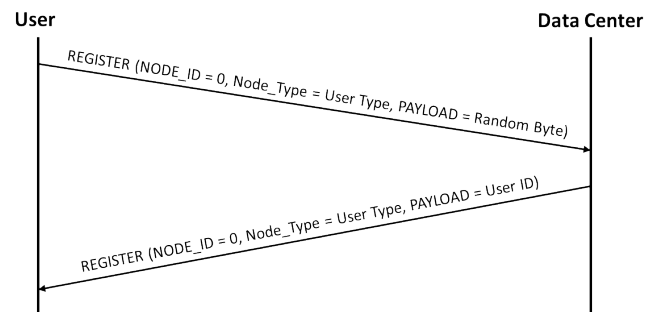 User
Data Center
REGISTER (NODE_ID = 0, Node_Type = User Type, PAYLOAD = Random Byte)
REGISTER (NODE_ID = 0, Node_Type = User Type, PAYLOAD = User ID)